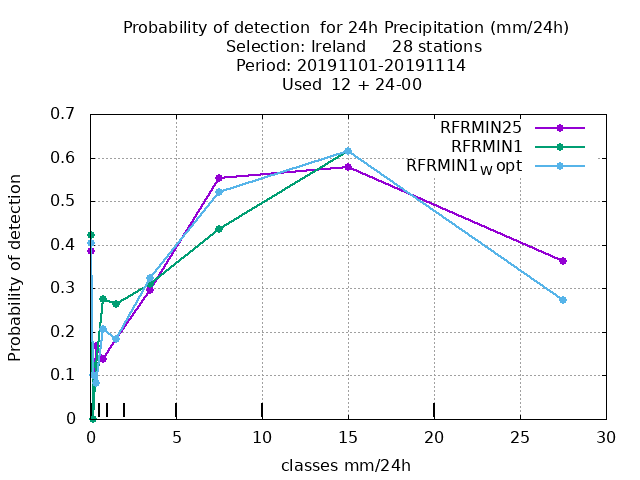 Probability of detection  for 24h Precipitation (mm/24h)
Selection: Ireland     28 stations
Period: 20191101-20191114
Used  12 + 24-00
RFRMIN25
RFRMIN1
RFRMIN1W opt
Probability of detection
0.7
0.6
0.5
0.4
0.3
0.2
0.1
0
0 5 10 15 20 25 30
classes mm/24h